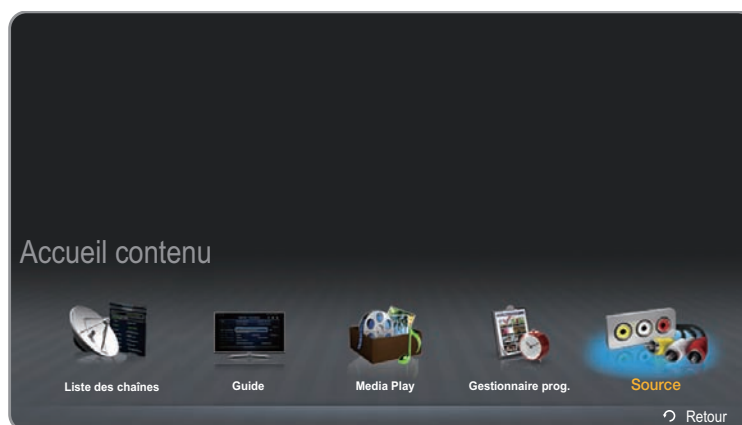 Accueil contenu
Liste des chaînes Guide Media Play Gestionnaire prog. Source
Retour